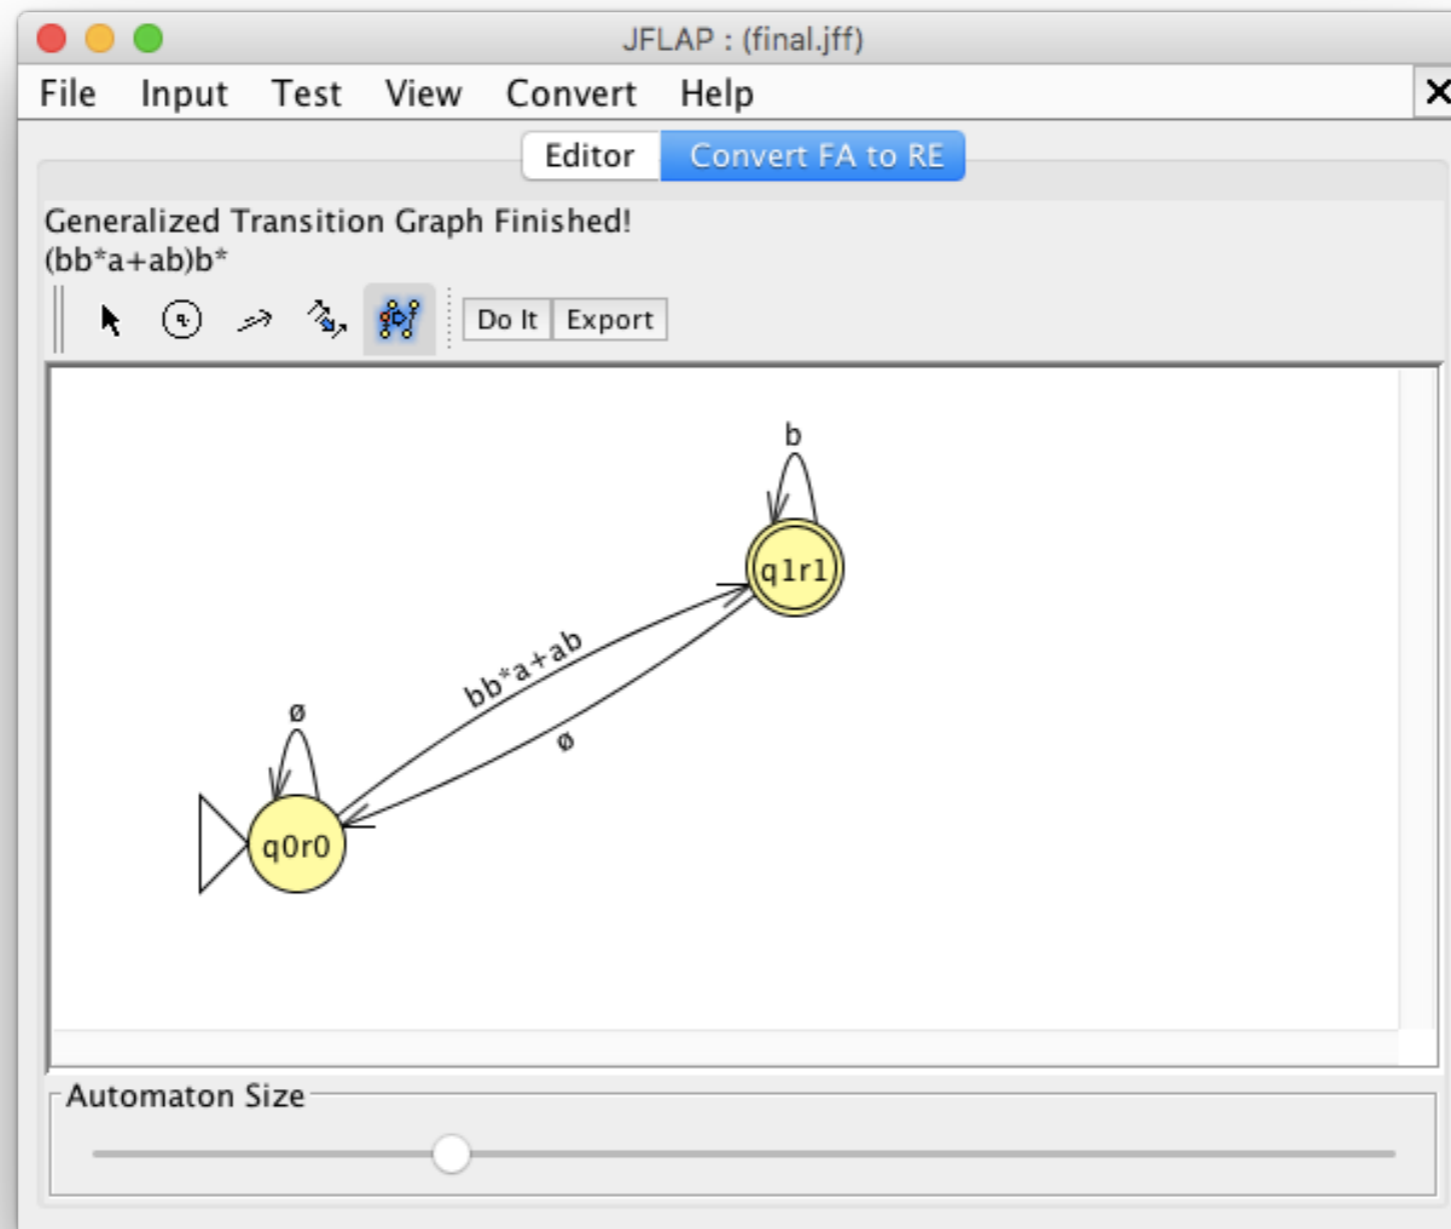 JFLAP : (final.jff)
File Input Test View Convert Help
Editor Convert FA to RE
Generalized Transition Graph Finished!
(bb*a+ab)b*
q Do It Export
b
q1r1
bb*a+ab
ø
ø
q0r0
Automaton Size